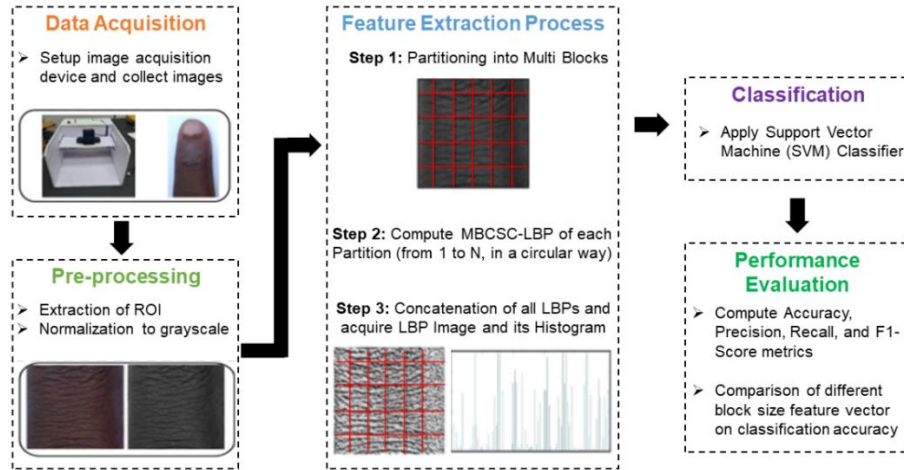 Data Acquisition
➢ Setup image acquisition
device and collect images
Pre-processing
➢ Extraction of ROI
➢ Normalization to grayscale
Feature Extraction Process
Step 1: Partitioning into Multi Blocks
Step 2: Compute MBCSC-LBP of each
Partition (from 1 to N, in a circular way)
Step 3: Concatenation of all LBPs and
acquire LBP Image and its Histogram
Classification
➢ Apply Support Vector
Machine (SVM) Classifier
Performance
Evaluation
➢ Compute Accuracy,
Precision, Recall, and F1-
Score metrics
➢ Comparison of different
block size feature vector
on classification accuracy